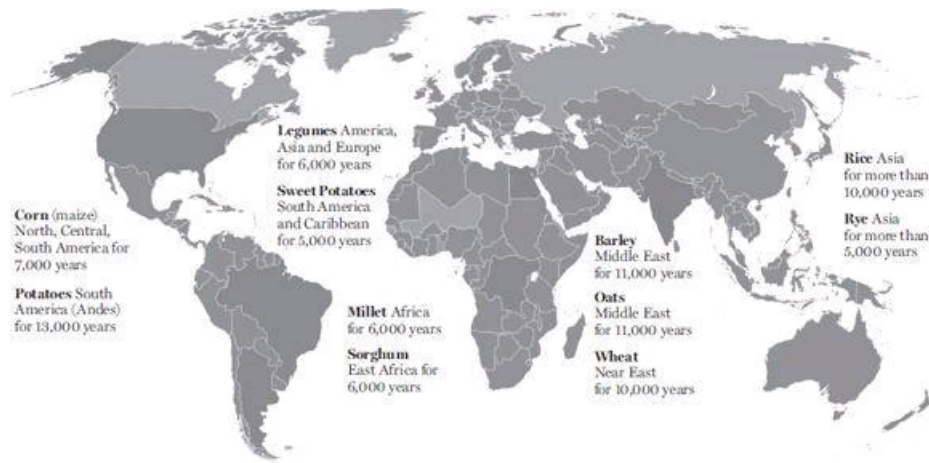 Legumes America,
Asia and Europe
for 6,000 years
Sweet Potatoes
South America
and Caribbean
for 5,000 years
Corn (maize)
North, Central,
South America for
7,000 years
Potatoes South
America (Andes)
for 13,000 years
Millet Africa
for 6,000 years
Sorghum
East Africa for
6,000 years
Barley
Middle East
for 11,000 years
Oats
Middle East
for 11,000 years
Wheat
Near East
for 10,000 years
Rice Asia
for more than
10,000 years
Rye Asia
for more than
5,000 years